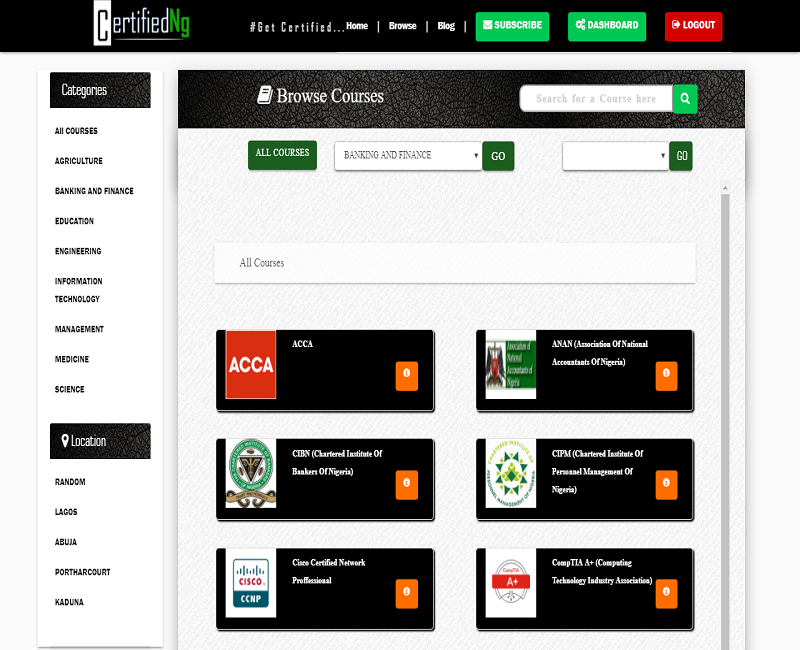 CertifiedNg
#Get Certified...
Home | Browse | Blog |
SUBSCRIBE
DASHBOARD
LOGOUT
Categories
All COURSES
AGRICULTURE
BANKING AND FINANCE
EDUCATION
ENGINEERING
INFORMATION
TECHNOLOGY
MANAGEMENT
MEDICINE
SCIENCE
Location
RANDOM
LAGOS
ABUJA
PORTHARCOURT
KADUNA
Browse Courses
Search for a Course here
ALL COURSES
BANKING AND FINANCE
GO
GO
All Courses
ACCA
ACCA
Association of
National
Accountants of
Nigeria
ANAN (Association Of National
Accountants Of Nigeria)
CIBN (Chartered Institute Of
Bankers Of Nigeria)
CIPM (Chartered Institute Of
Personnel Management Of
Nigeria)
CISCO
CCNP
Cisco Certified Network
Proffessional
CompTIA
A+
CompTIA A+ (Computing
Technology Industry Association)